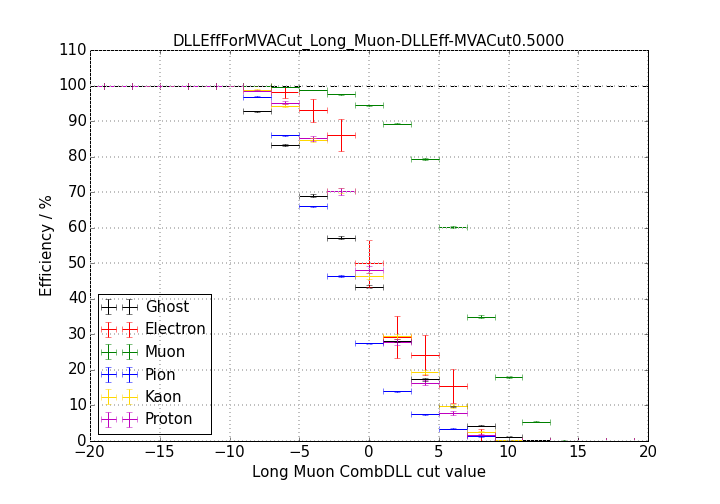 DLLEffForMVACut_Long_Muon-DLLEff-MVACut0.5000
110
100
90
80
70
60
50
40
30
20
10
0
Efficiency / %
Ghost
Electron
Muon
Pion
Kaon
Proton
−20 −15 −10 −5 0 5 10 15 20
Long Muon CombDLL cut value